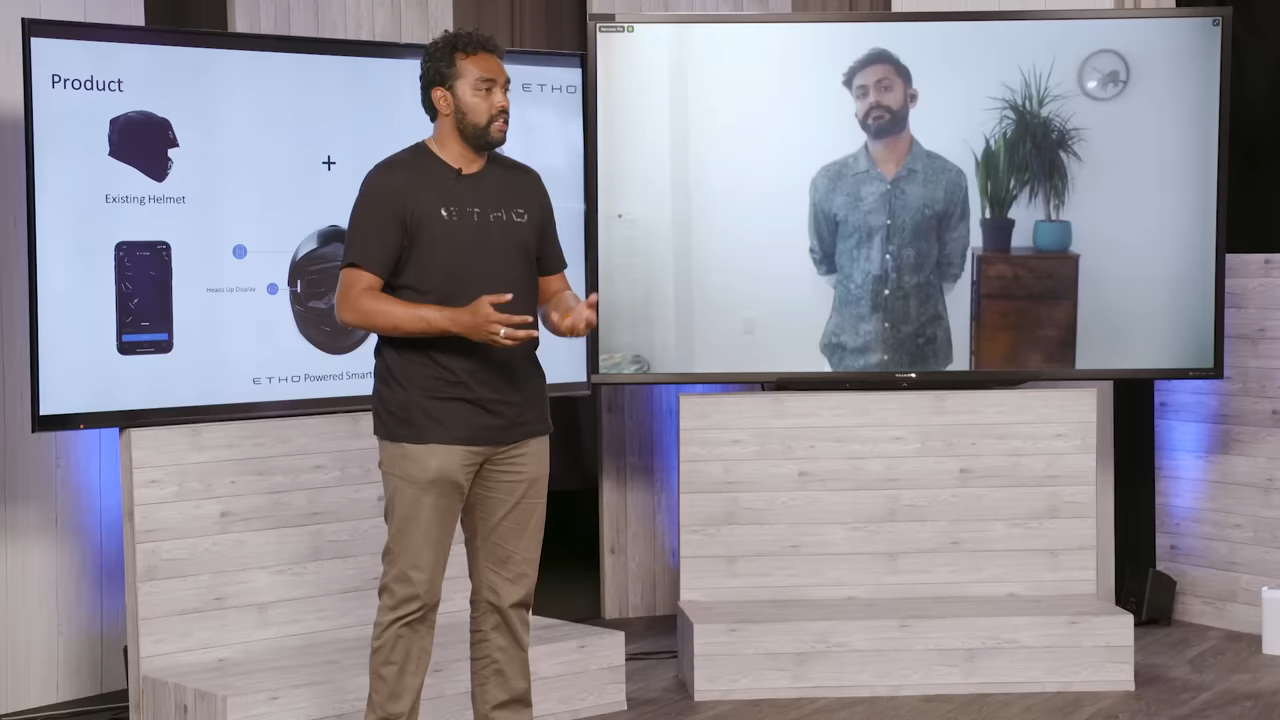 Product
ETHO
+
Existing Helmet
Heads Up Display
ETHO Powered Smart
ETHO